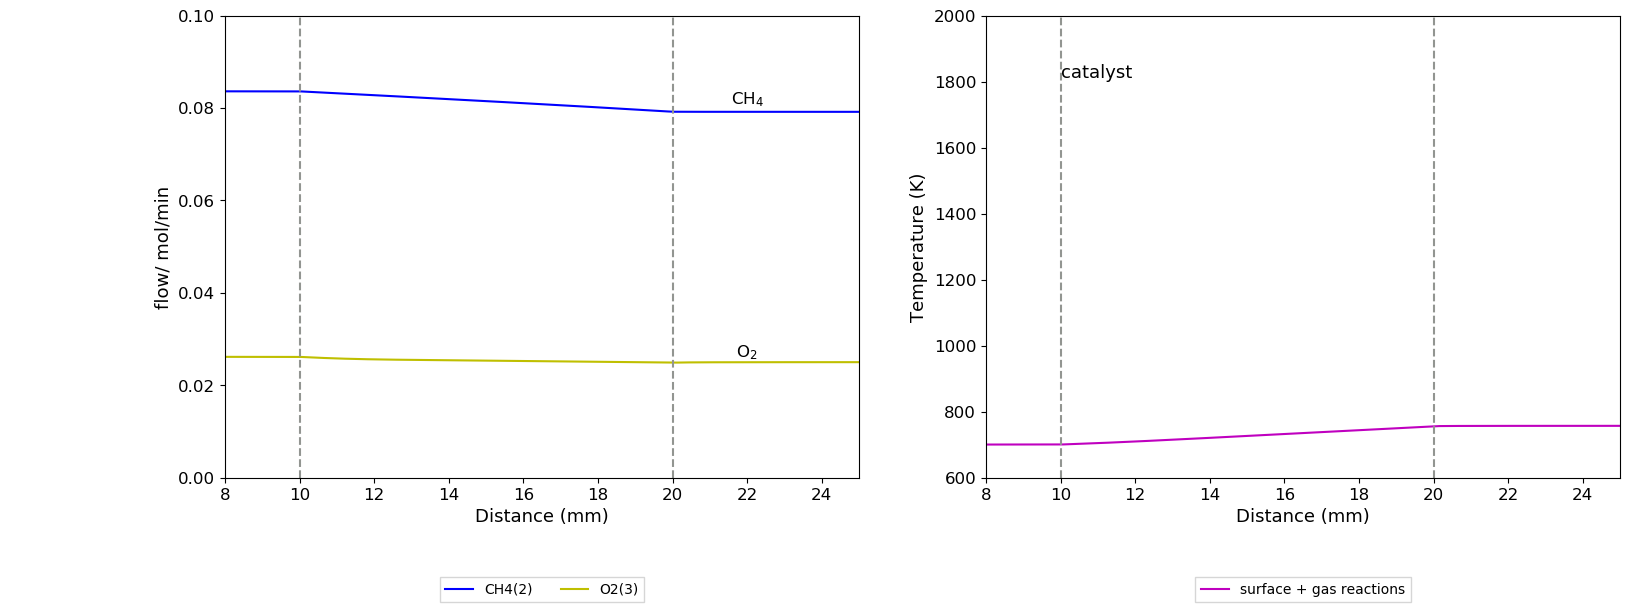 0.10
0.08
0.06
0.04
0.02
0.00
flow/ mol/min
CH₄
O₂
8 10 12 14 16 18 20 22 24
Distance (mm)
CH4(2) O2(3)
2000
1800
1600
1400
1200
1000
800
600
Temperature (K)
catalyst
8 10 12 14 16 18 20 22 24
Distance (mm)
surface + gas reactions